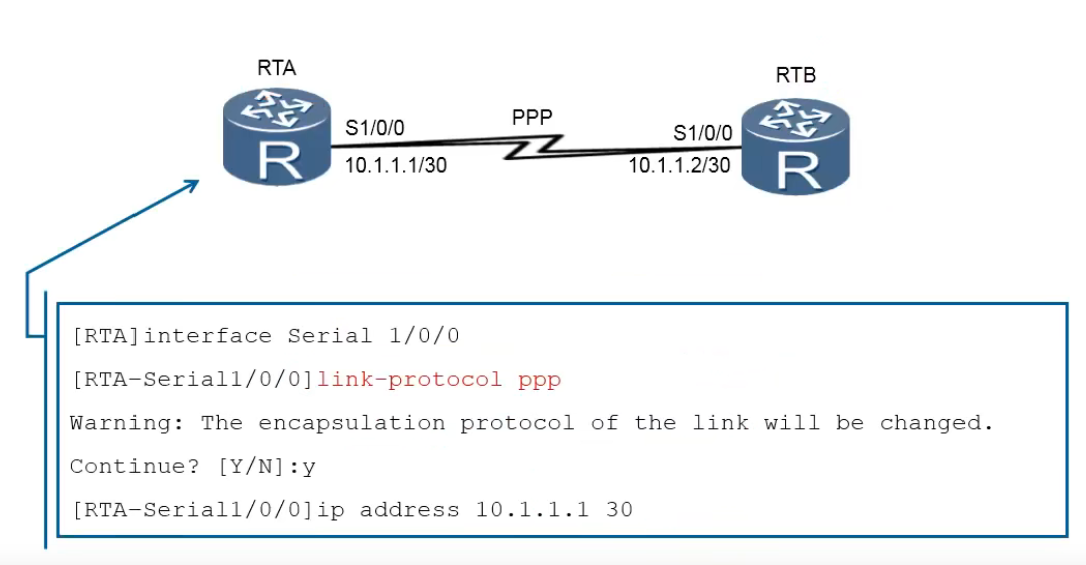 RTA
RTB
PPP
S1/0/0
S1/0/0
10.1.1.1/30
10.1.1.2/30
R
R
[RTA]interface Serial 1/0/0
[RTA-Serial1/0/0]link-protocol ppp
Warning: The encapsulation protocol of the link will be changed.
Continue? [Y/N]:y
[RTA-Serial1/0/0]ip address 10.1.1.1 30